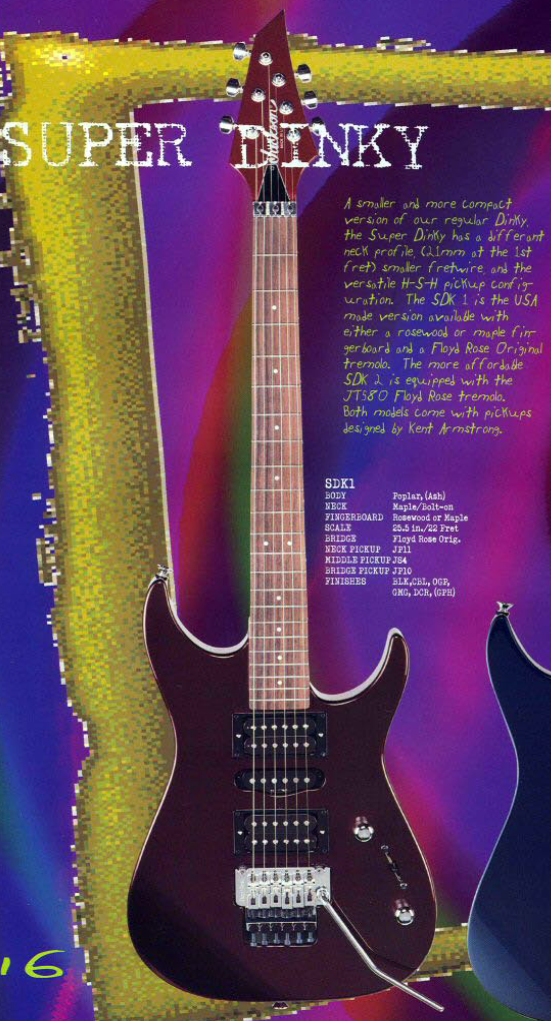 Jackson
SUPER DINKY
A smaller and more compact
version of our regular Dinky,
the Super Dinky has a different
neck profile, (21mm at the 1st
fret) smaller fretwire, and the
versatile H-S-H pickup config-
uration. The SDK 1 is the USA
made version available with
either a rosewood or maple fin-
gerboard and a Floyd Rose Original
tremolo. The more affordable
SDK 2 is equipped with the
JT580 Floyd Rose tremolo.
Both models come with pickups
designed by Kent Armstrong.
SDK1
BODY Poplar, (Ash)
NECK Maple/Bolt-on
FINGERBOARD Rosewood or Maple
SCALE 25.5 in./22 Fret
BRIDGE Floyd Rose Orig.
NECK PICKUP JP11
MIDDLE PICKUP JS4
BRIDGE PICKUP JP10
FINISHES BLK,CBL, OGP,
GMG, DCR, (GPH)
16